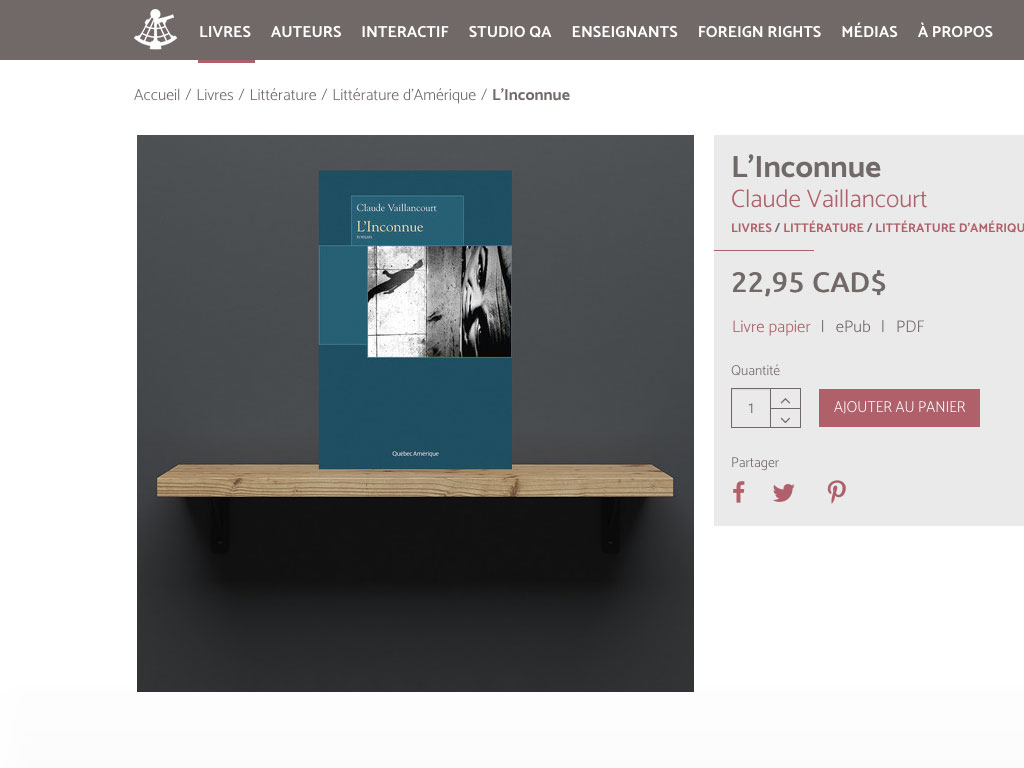 LIVRES AUTEURS INTERACTIF STUDIO QA ENSEIGNANTS FOREIGN RIGHTS MÉDIAS À PROPOS
Accueil / Livres / Littérature / Littérature d'Amérique / L'Inconnue
Claude Vaillancourt
L'Inconnue
Québec Amérique
L'Inconnue
Claude Vaillancourt
LIVRES / LITTÉRATURE / LITTÉRATURE D'AMÉRIQU
22,95 CAD$
Livre papier | ePub | PDF
Quantité
1
AJOUTER AU PANIER
Partager